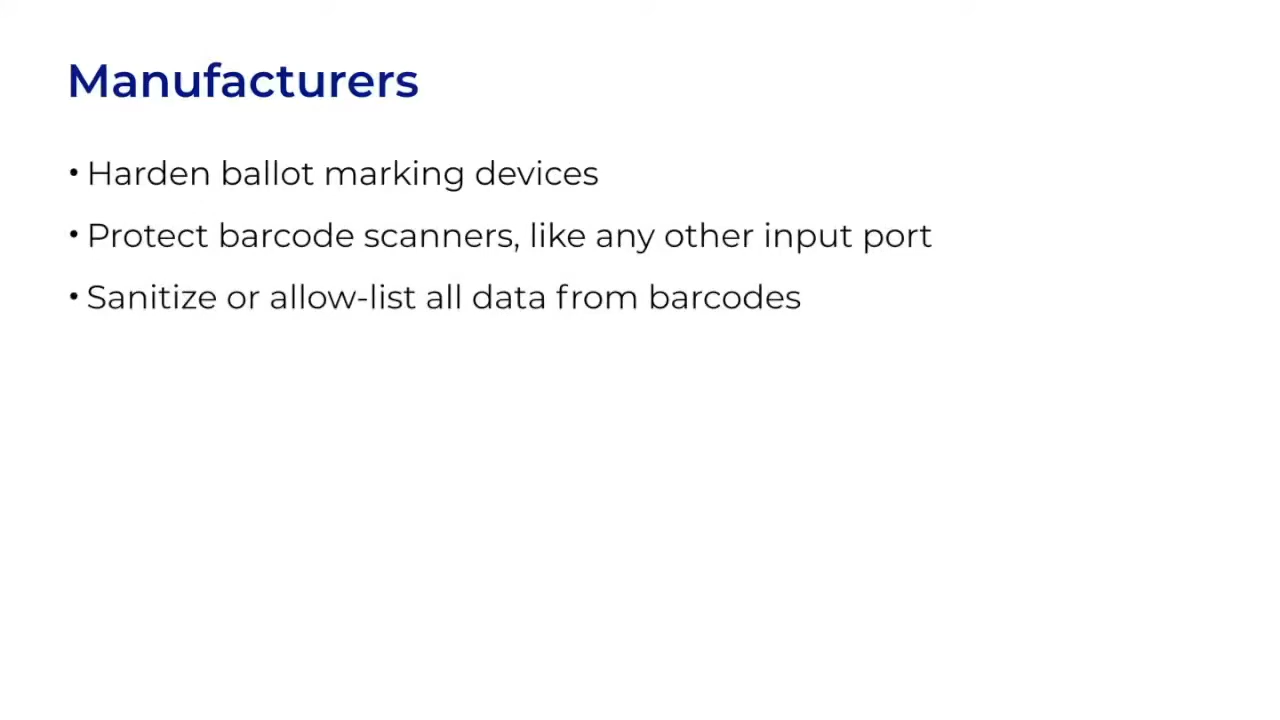 Manufacturers
• Harden ballot marking devices
• Protect barcode scanners, like any other input port
• Sanitize or allow-list all data from barcodes